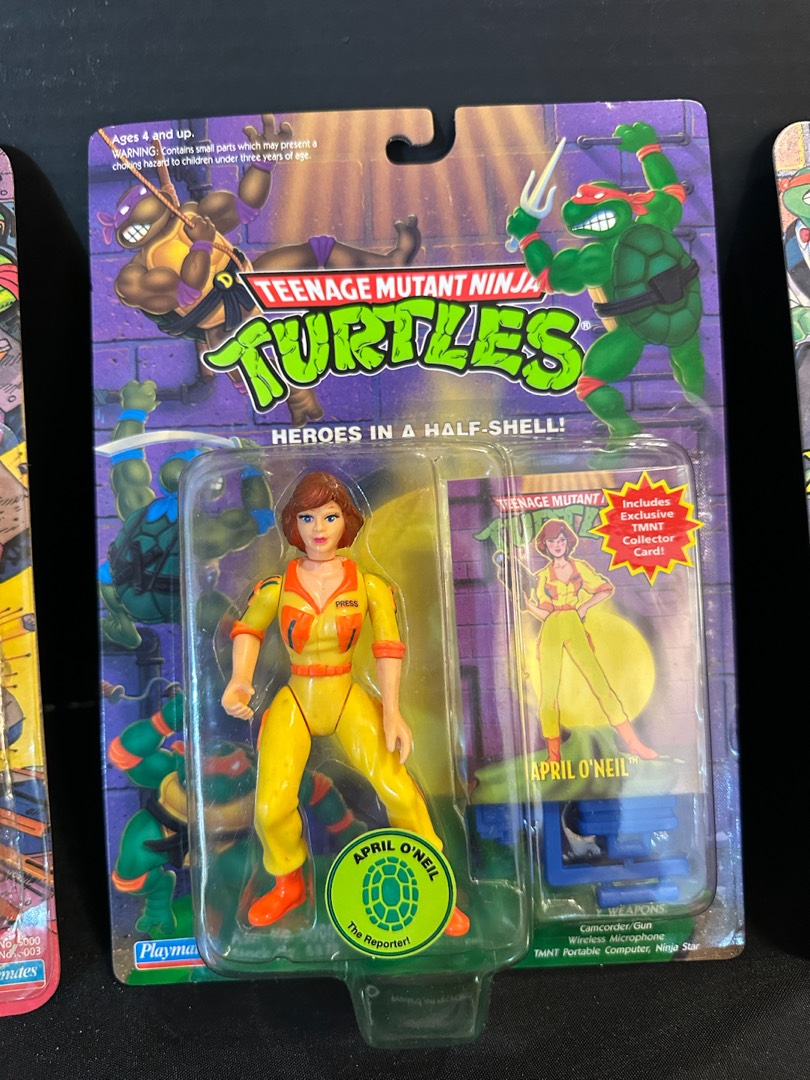 Ages 4 and up.
WARNING: Contains small parts which may present a
choking hazard to children under three years of age.
D
TEENAGE MUTANT NINJA
TURTLES®
HEROES IN A HALF-SHELL!
TEENAGE MUTANT
Includes
Exclusive
TMNT
Collector
Card!
PRESS
APRIL O'NEIL™
APRIL O'NEIL
The Reporter!
WEAPONS
Camcorder/Gun
Wireless Microphone
TMNT Portable Computer, Ninja Star